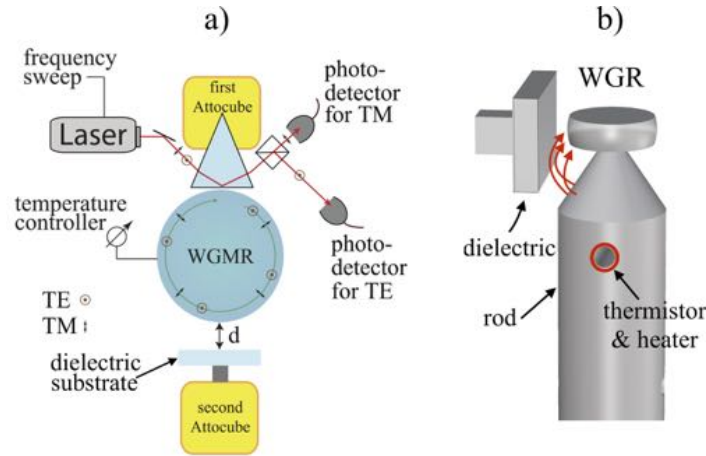 a)
frequency
sweep
Laser
first
Attocube
photo-
detector
for TM
temperature
controller
WGMR
photo-
detector
for TE
TE
TM
d
dielectric
substrate
second
Attocube
b)
WGR
dielectric
rod
thermistor
& heater